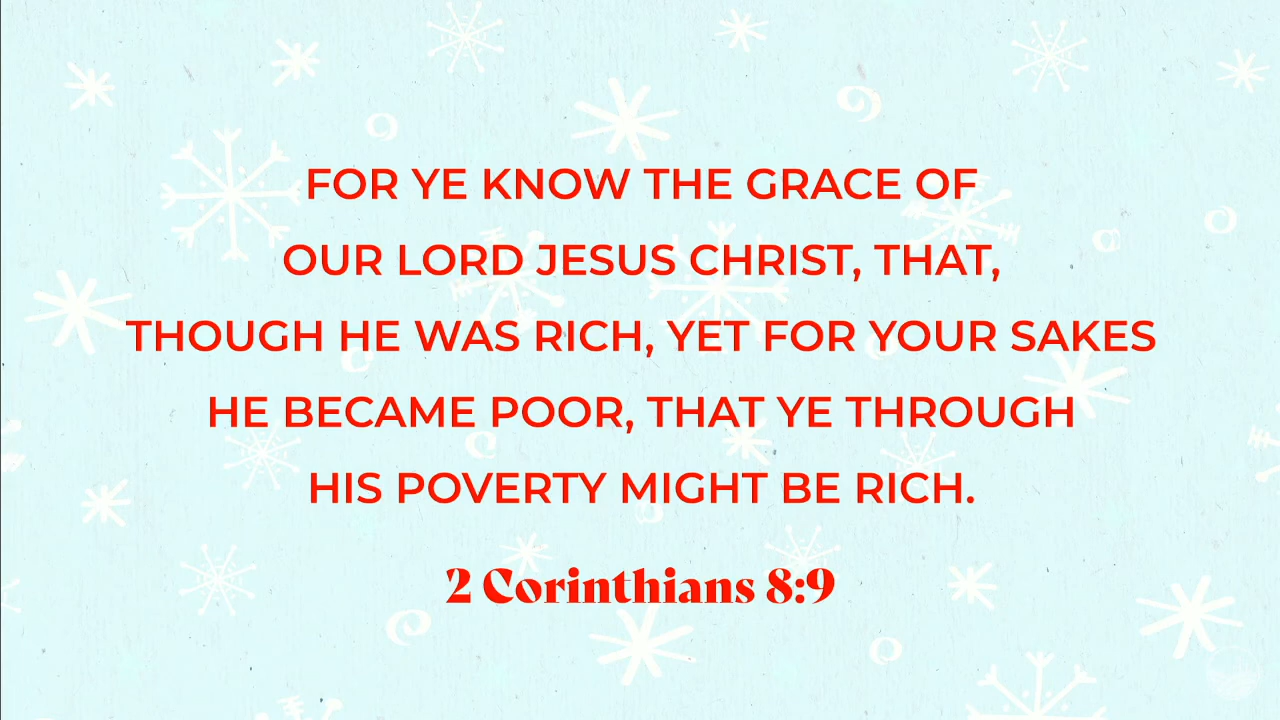 FOR YE KNOW THE GRACE OF
OUR LORD JESUS CHRIST, THAT,
THOUGH HE WAS RICH, YET FOR YOUR SAKES
HE BECAME POOR, THAT YE THROUGH
HIS POVERTY MIGHT BE RICH.
2 Corinthians 8:9